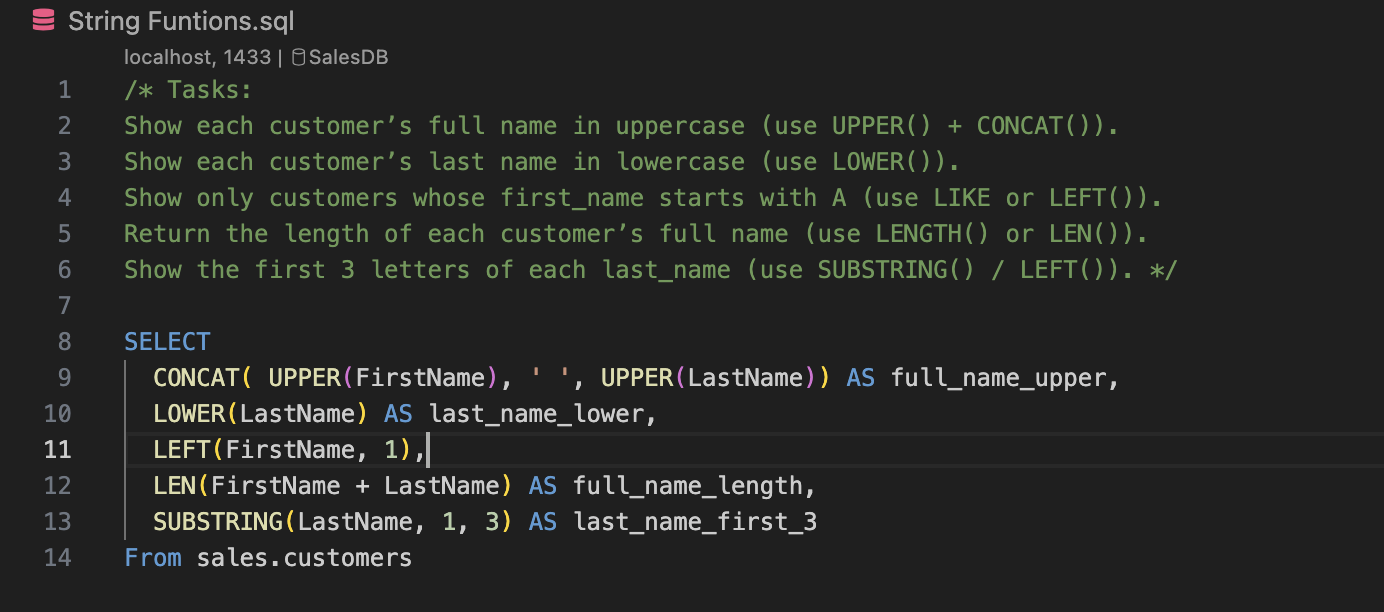 String Funtions.sql
localhost, 1433 | SalesDB
1 /* Tasks:
2 Show each customer’s full name in uppercase (use UPPER() + CONCAT()).
3 Show each customer’s last name in lowercase (use LOWER()).
4 Show only customers whose first_name starts with A (use LIKE or LEFT()).
5 Return the length of each customer’s full name (use LENGTH() or LEN()).
6 Show the first 3 letters of each last_name (use SUBSTRING() / LEFT()). */
7
8 SELECT
9 CONCAT( UPPER(FirstName), ' ', UPPER(LastName)) AS full_name_upper,
10 LOWER(LastName) AS last_name_lower,
11 LEFT(FirstName, 1),
12 LEN(FirstName + LastName) AS full_name_length,
13 SUBSTRING(LastName, 1, 3) AS last_name_first_3
14 From sales.customers